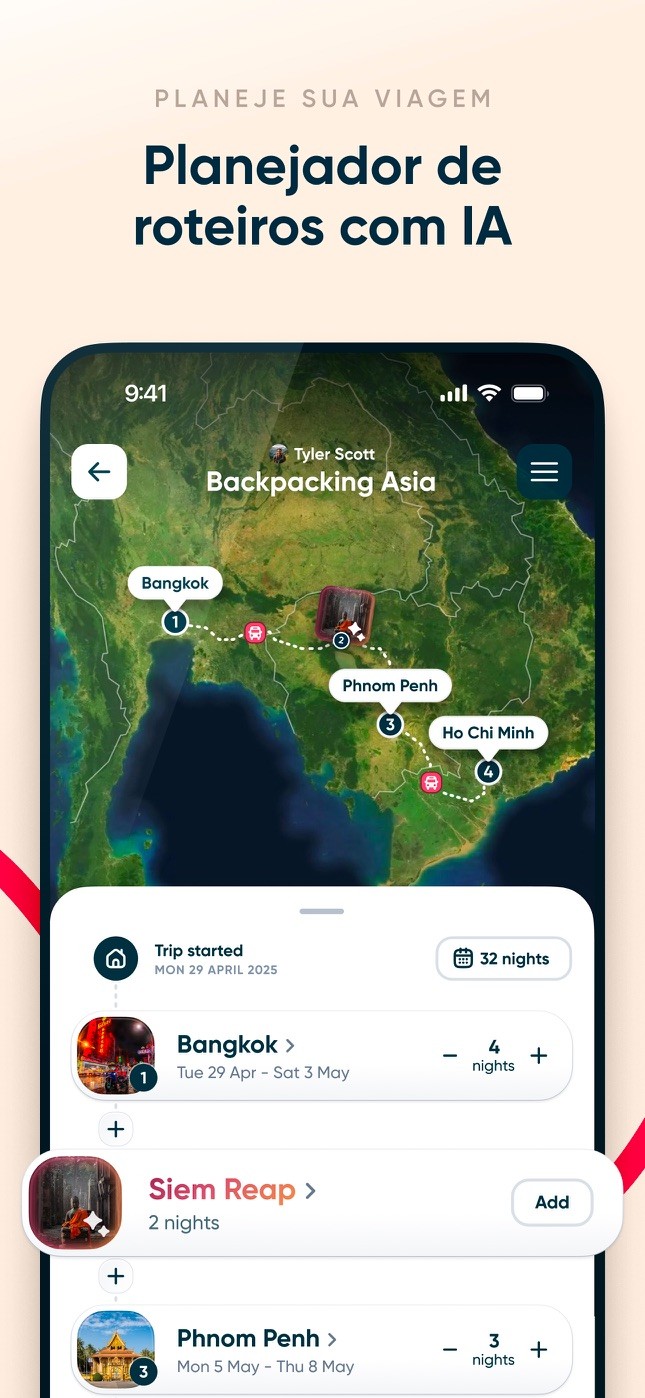 PLANEJE SUA VIAGEM
Planejador de
roteiros com IA
9:41
Tyler Scott
Backpacking Asia
Bangkok
1
2
Phnom Penh
3
Ho Chi Minh
4
Trip started
MON 29 APRIL 2025
32 nights
Bangkok
Tue 29 Apr - Sat 3 May
1
4
nights
Siem Reap
2 nights
Add
Phnom Penh
Mon 5 May - Thu 8 May
3
3
nights